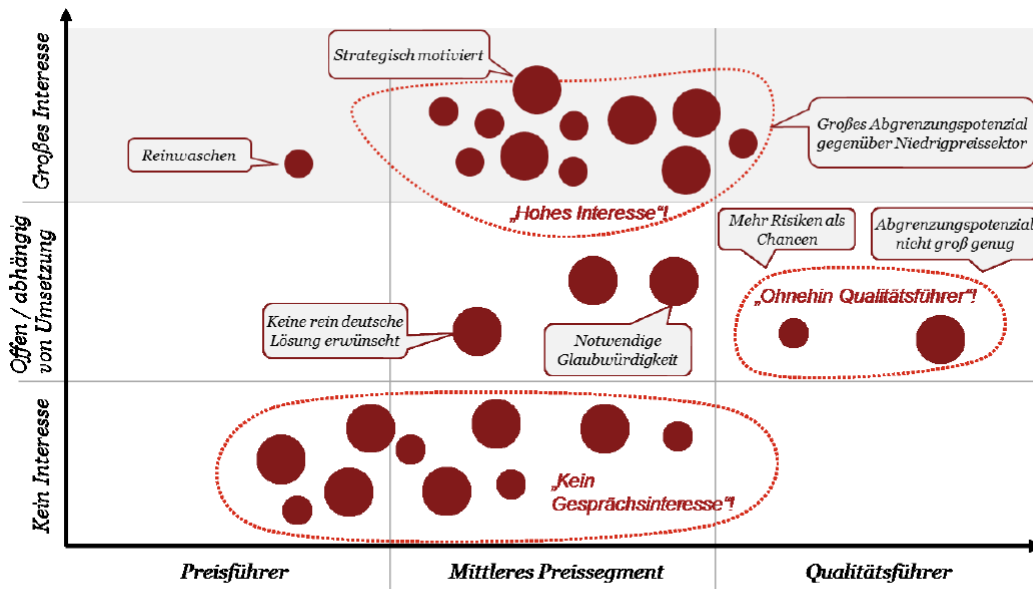 Großes Interesse
Offen / abhängig
von Umsetzung
Kein Interesse
Strategisch motiviert
Reinwaschen
Großes Abgrenzungspotenzial
gegenüber Niedrigpreissektor
„Hohes Interesse“!
Mehr Risiken als
Chancen
Abgrenzungspotenzial
nicht groß genug
„Ohnehin Qualitätsführer“!
Keine rein deutsche
Lösung erwünscht
Notwendige
Glaubwürdigkeit
„Kein
Gesprächsinteresse“!
Preisführer
Mittleres Preissegment
Qualitätsführer